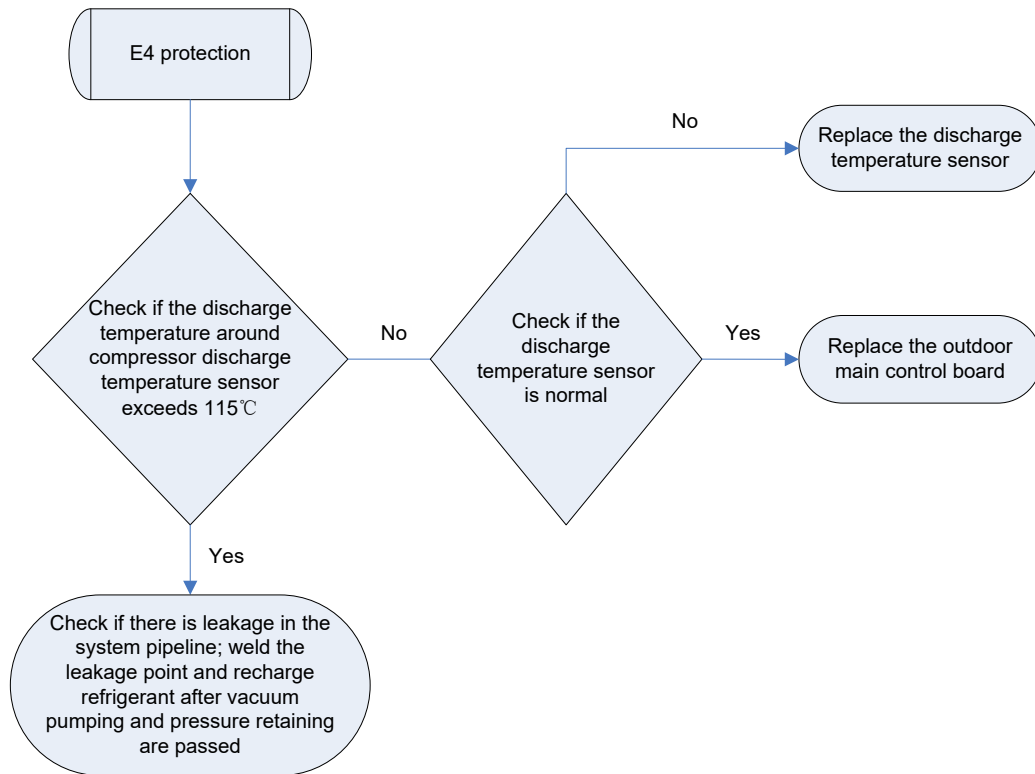 E4 protection
No
Replace the discharge
temperature sensor
Check if the discharge
temperature around
compressor discharge
temperature sensor
exceeds 115℃
No
Check if the
discharge
temperature sensor
is normal
Yes
Replace the outdoor
main control board
Yes
Check if there is leakage in the
system pipeline; weld the
leakage point and recharge
refrigerant after vacuum
pumping and pressure retaining
are passed